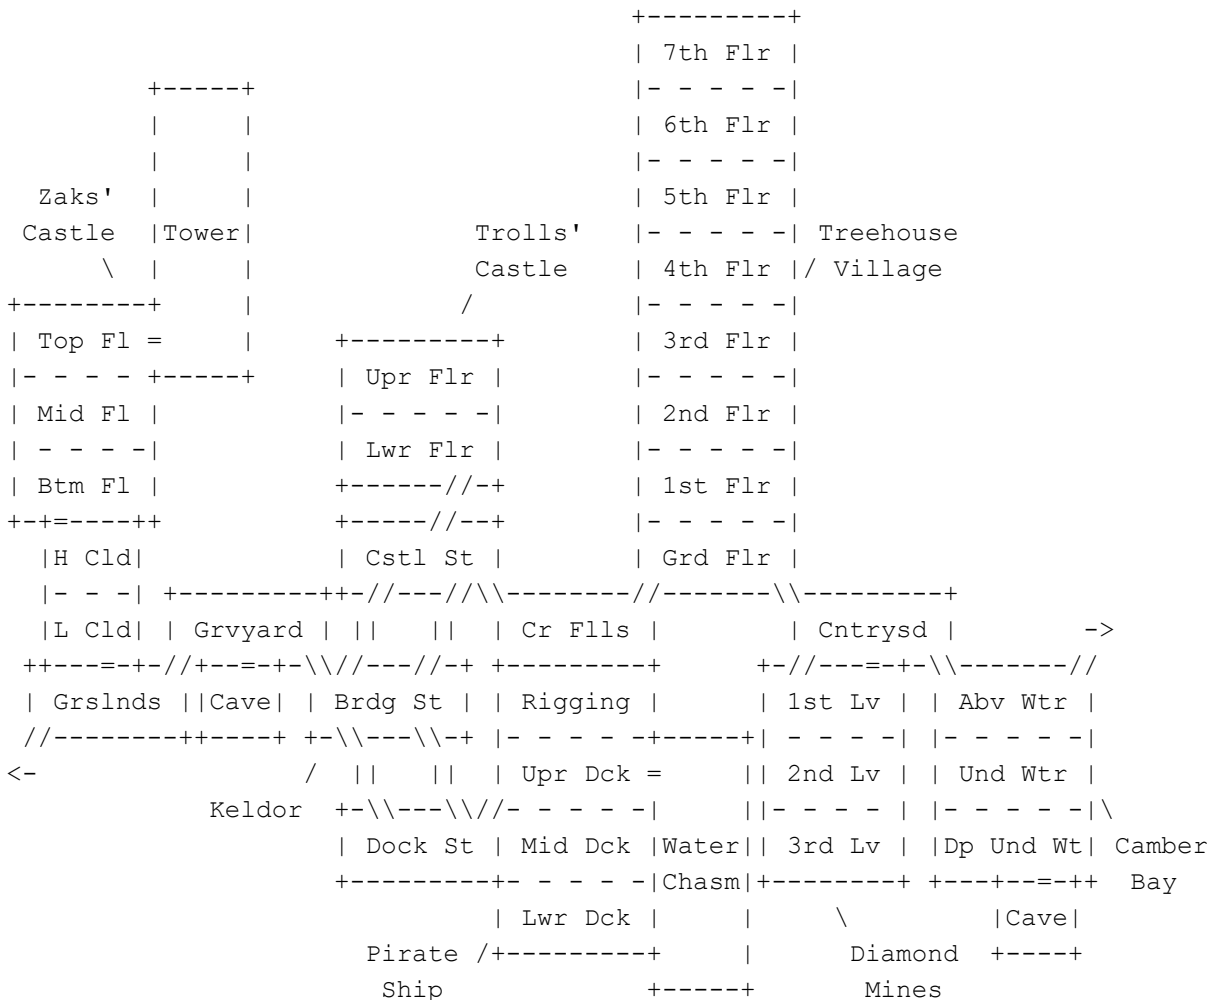 +---------+
                                          | 7th Flr |
         +-----+                          |- - - - -|
         |     |                          | 6th Flr |
         |     |                          |- - - - -|
  Zaks'  |     |                          | 5th Flr |
 Castle  |Tower|               Trolls'    |- - - - -| Treehouse
      \  |     |               Castle     | 4th Flr |/ Village
+--------+     |              /           |- - - - -|
| Top Fl =     |      +---------+         | 3rd Flr |
|- - - - +-----+      | Upr Flr |         |- - - - -|
| Mid Fl |            |- - - - -|         | 2nd Flr |
| - - - -|            | Lwr Flr |         |- - - - -|
| Btm Fl |            +------//-+         | 1st Flr |
+-+=----++            +-----//--+         |- - - - -|
  |H Cld|             | Cstl St |         | Grd Flr |
  |- - -| +---------++-//---//\\--------//-------\\---------+
  |L Cld| | Grvyard | ||   || | Cr Flls |         | Cntrysd |        ->
 ++---=-+-//+--=-+-\\//---//-+ +---------+      +-//---=-+-\\-------//
 | Grslnds ||Cave| | Brdg St | | Rigging |      | 1st Lv | | Abv Wtr |
 //--------++----+ +-\\---\\-+ |- - - - -+-----+| - - - -| |- - - - -|
<-                 /  ||   ||  | Upr Dck =     || 2nd Lv | | Und Wtr |
             Keldor  +-\\---\\//- - - - -|     ||- - - - | |- - - - -|\
                     | Dock St | Mid Dck |Water|| 3rd Lv | |Dp Und Wt| Camber
                     +---------+- - - - -|Chasm|+--------+ +---+--=-++  Bay
                               | Lwr Dck |     |     \         |Cave|
                       Pirate /+---------+     |      Diamond  +----+
                        Ship             +-----+       Mines